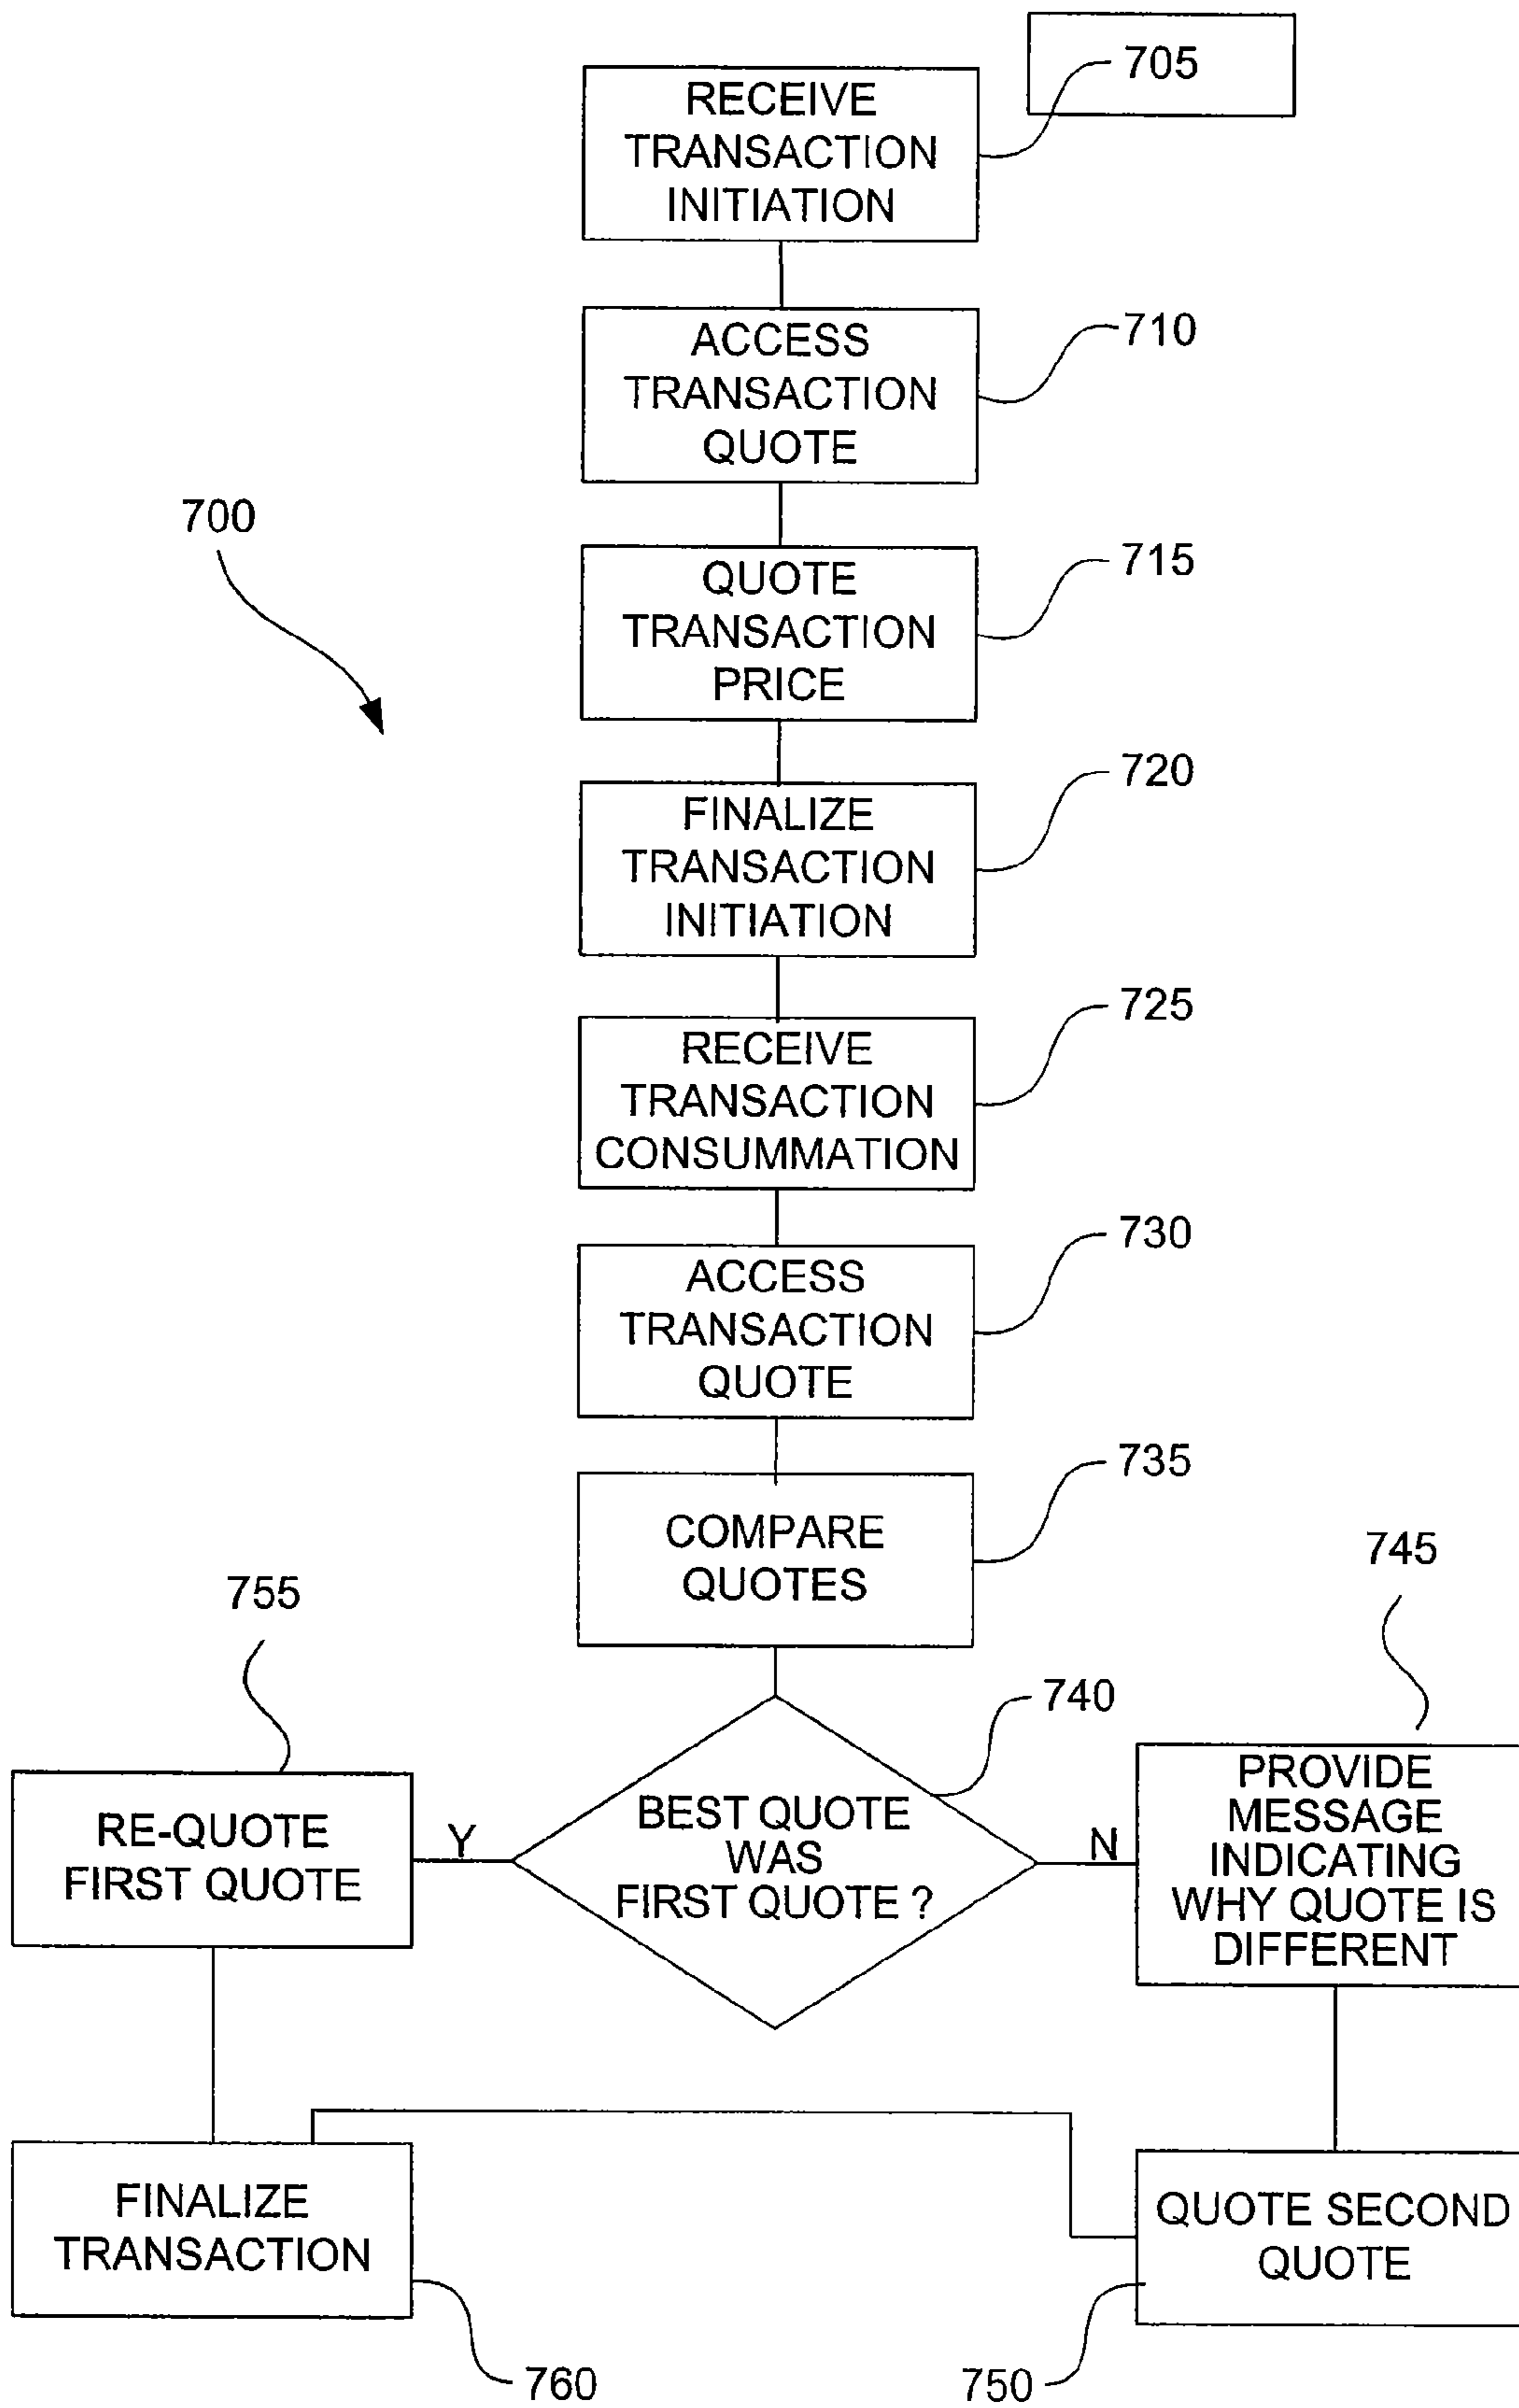 705
RECEIVE
TRANSACTION
INITIATION
710
ACCESS
TRANSACTION
QUOTE
700
715
QUOTE
TRANSACTION
PRICE
720
FINALIZE
TRANSACTION
INITIATION
725
RECEIVE
TRANSACTION
CONSUMMATION
730
ACCESS
TRANSACTION
QUOTE
735
COMPARE
QUOTES
755
745
740
RE-QUOTE
FIRST QUOTE
Y
BEST QUOTE
WAS
FIRST QUOTE ?
N
PROVIDE
MESSAGE
INDICATING
WHY QUOTE IS
DIFFERENT
FINALIZE
TRANSACTION
QUOTE SECOND
QUOTE
760
750